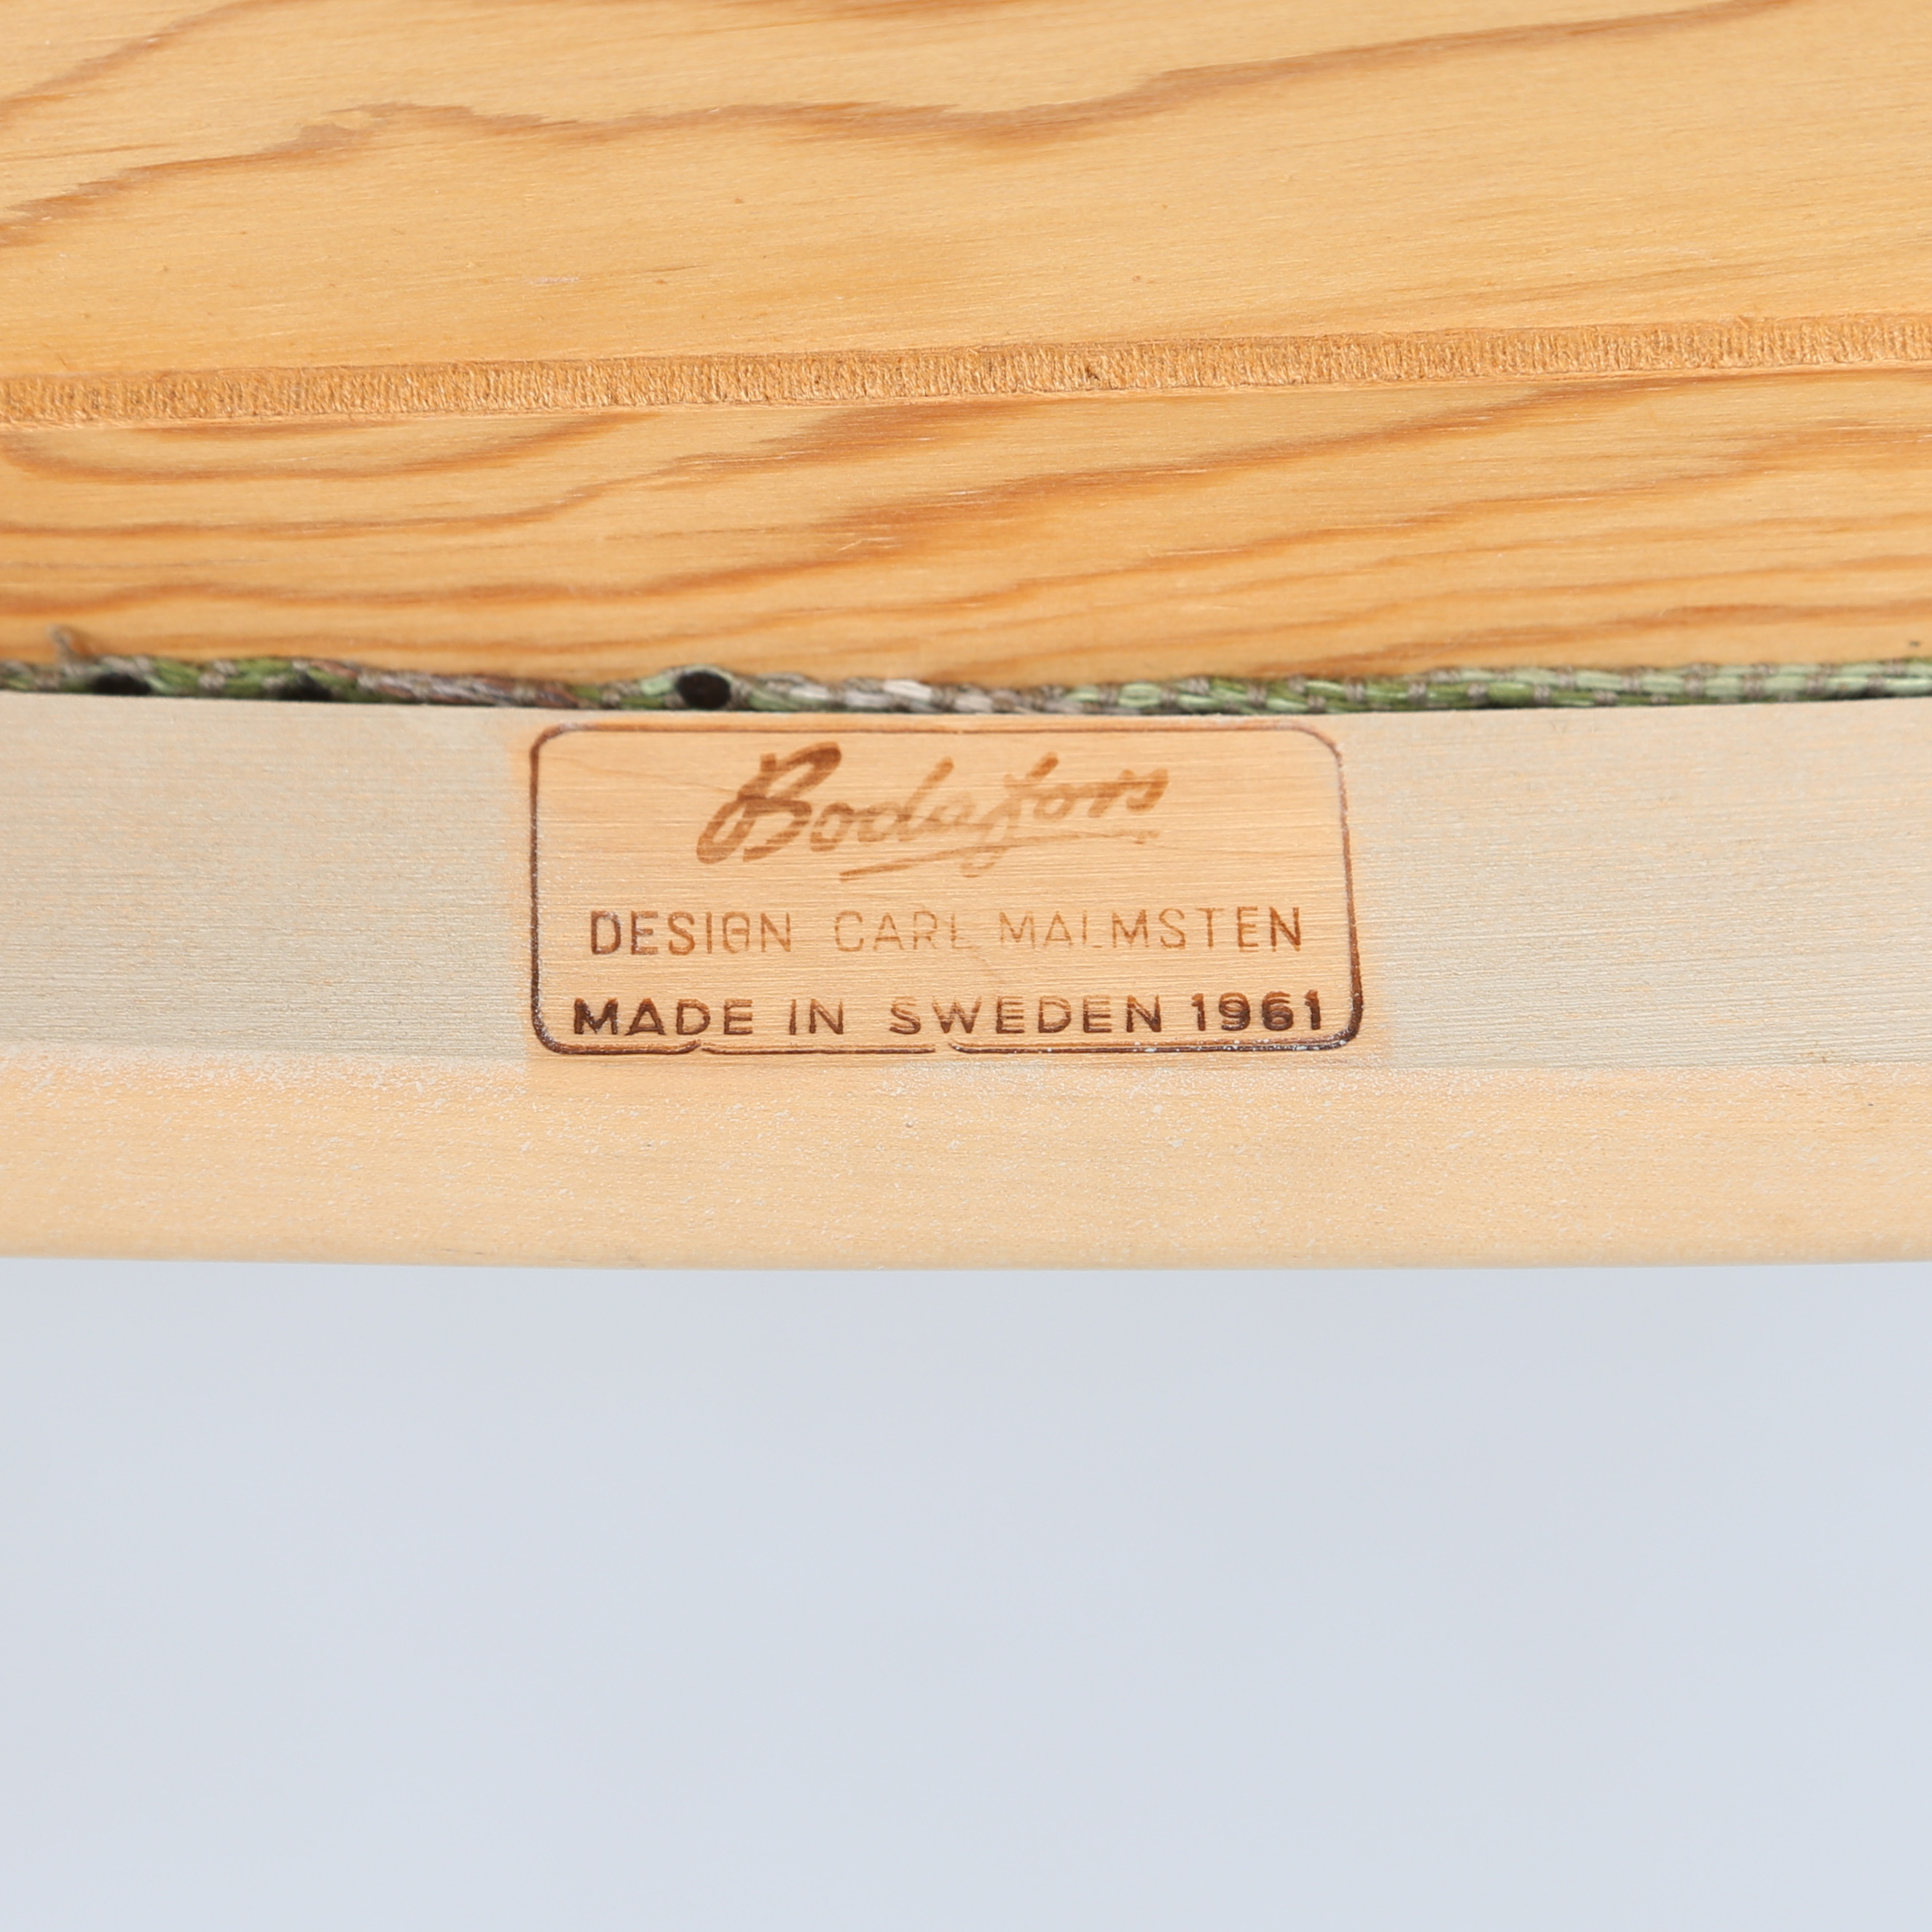 Bodafors
DESIGN CARL MALMSTEN
MADE IN SWEDEN 1961